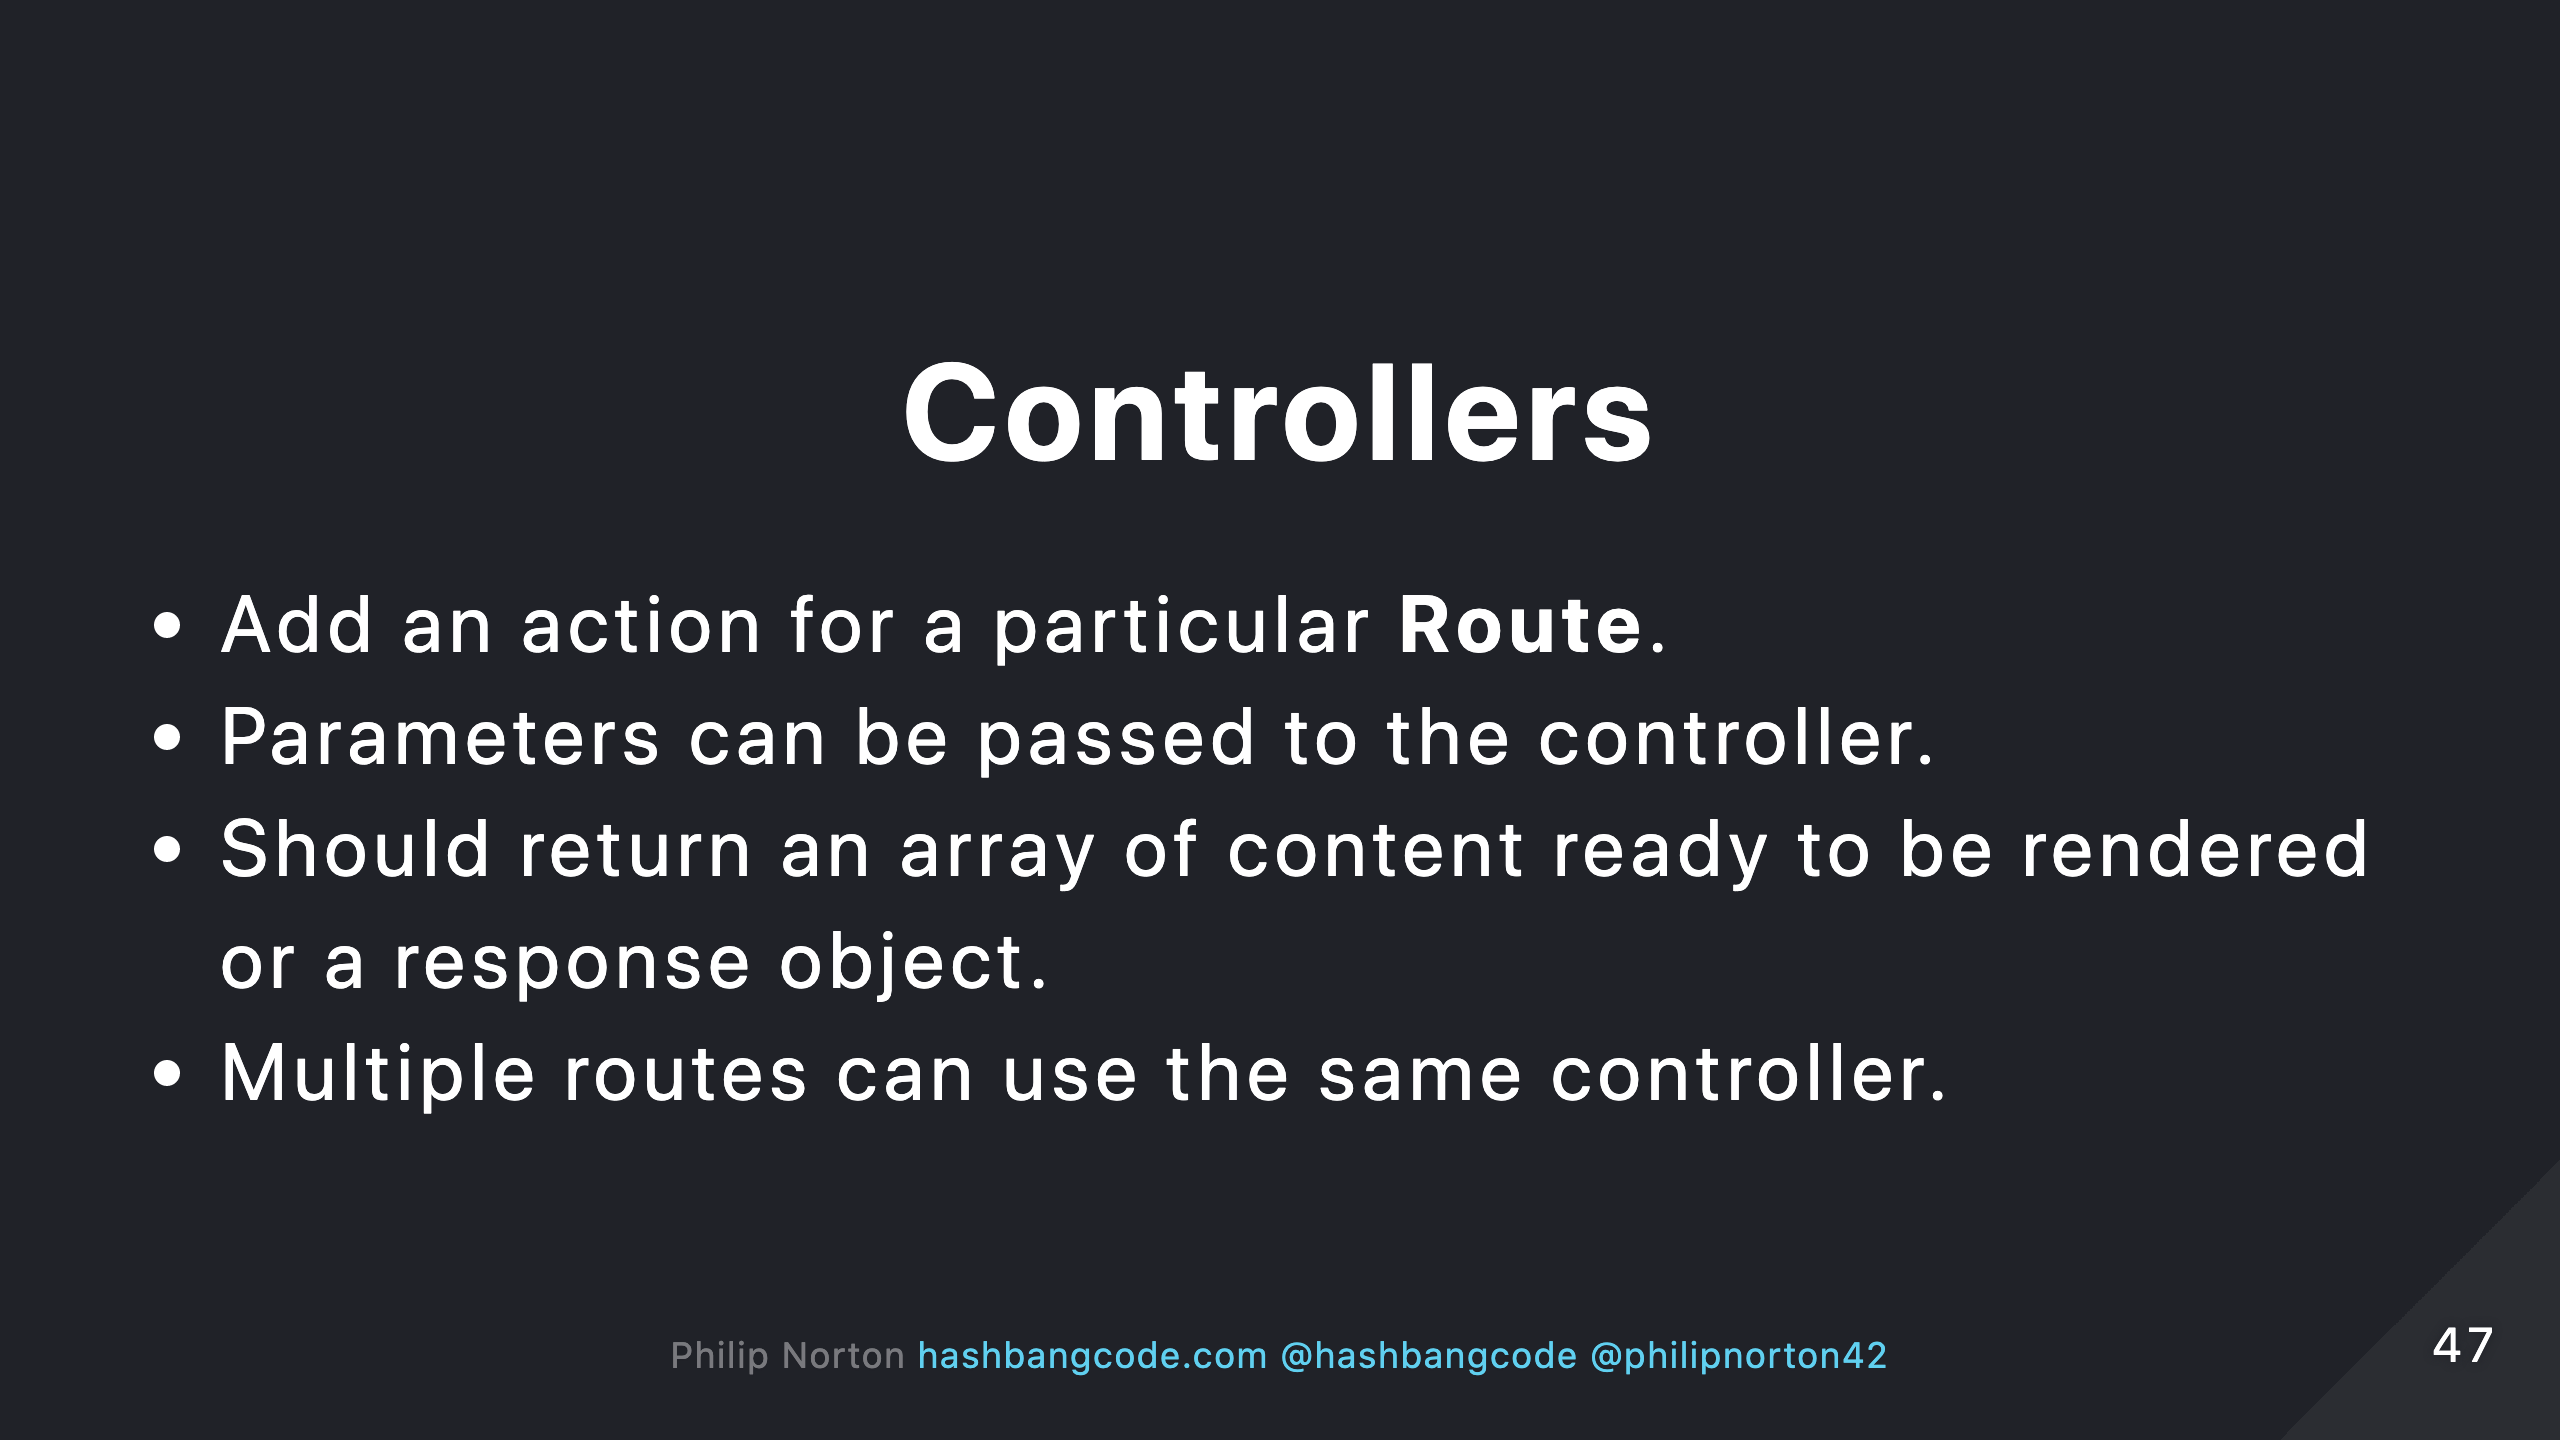 Controllers
• Add an action for a particular Route.
• Parameters can be passed to the controller.
• Should return an array of content ready to be rendered
or a response object.
• Multiple routes can use the same controller.
Philip Norton hashbangcode.com @hashbangcode @philipnorton42
47